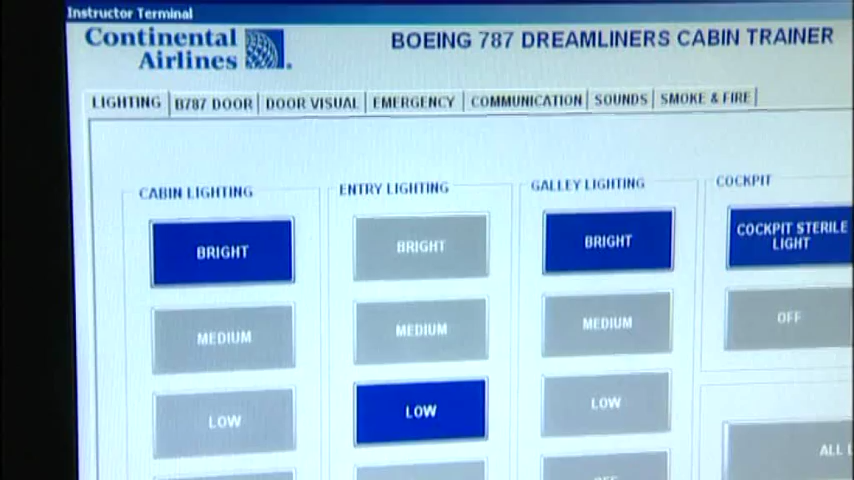 Instructor Terminal
Continental
Airlines
BOEING 787 DREAMLINERS CABIN TRAINER
LIGHTING B787 DOOR DOOR VISUAL EMERGENCY COMMUNICATION SOUNDS SMOKE & FIRE
CABIN LIGHTING
BRIGHT
MEDIUM
LOW
ENTRY LIGHTING
BRIGHT
MEDIUM
LOW
GALLEY LIGHTING
BRIGHT
MEDIUM
LOW
COCKPIT
COCKPIT STERILE
LIGHT
OFF
ALL